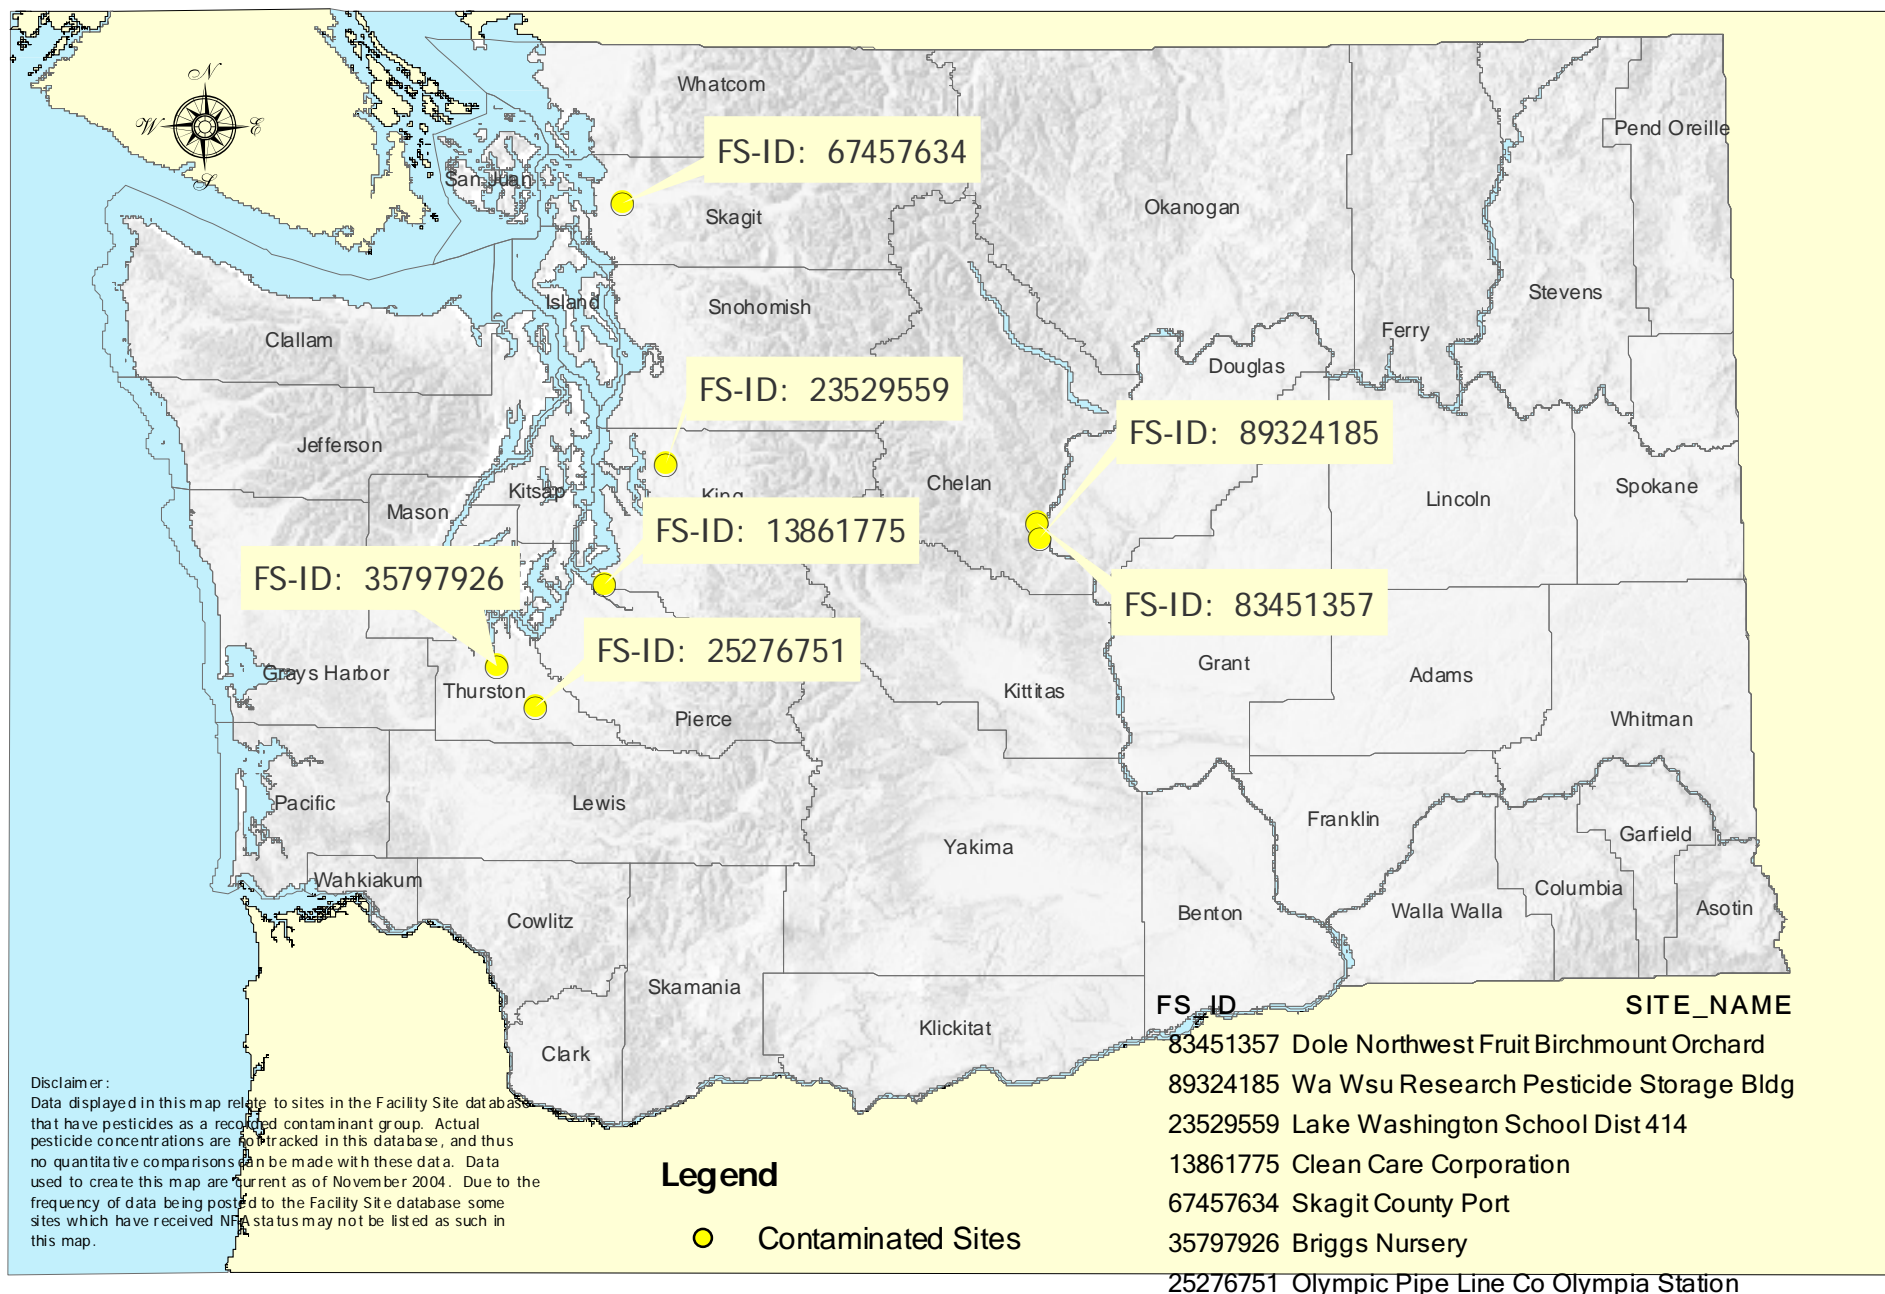 N
W
E
S
Whatcom
Pend Oreille
FS-ID: 67457634
San Juan
Skagit
Okanogan
Island
Snohomish
Stevens
Clallam
Ferry
Douglas
FS-ID: 23529559
FS-ID: 89324185
Jefferson
Chelan
Kitsap
King
Lincoln
Spokane
Mason
FS-ID: 13861775
FS-ID: 35797926
FS-ID: 83451357
FS-ID: 25276751
Grays Harbor
Thurston
Kittitas
Grant
Adams
Pierce
Whitman
Pacific
Lewis
Franklin
Garfield
Yakima
Wahkiakum
Columbia
Cowlitz
Benton
Walla Walla
Asotin
Skamania
Klickitat
Clark
FS_ID SITE_NAME
83451357 Dole Northwest Fruit Birchmount Orchard
89324185 Wa Wsu Research Pesticide Storage Bldg
23529559 Lake Washington School Dist 414
13861775 Clean Care Corporation
67457634 Skagit County Port
35797926 Briggs Nursery
25276751 Olympic Pipe Line Co Olympia Station
Disclaimer:
Data displayed in this map relate to sites in the Facility Site database
that have pesticides as a recorded contaminant group. Actual
pesticide concentrations are not tracked in this database, and thus
no quantitative comparisons can be made with these data. Data
used to create this map are current as of November 2004. Due to the
frequency of data being posted to the Facility Site database some
sites which have received NFA status may not be listed as such in
this map.
Legend
Contaminated Sites